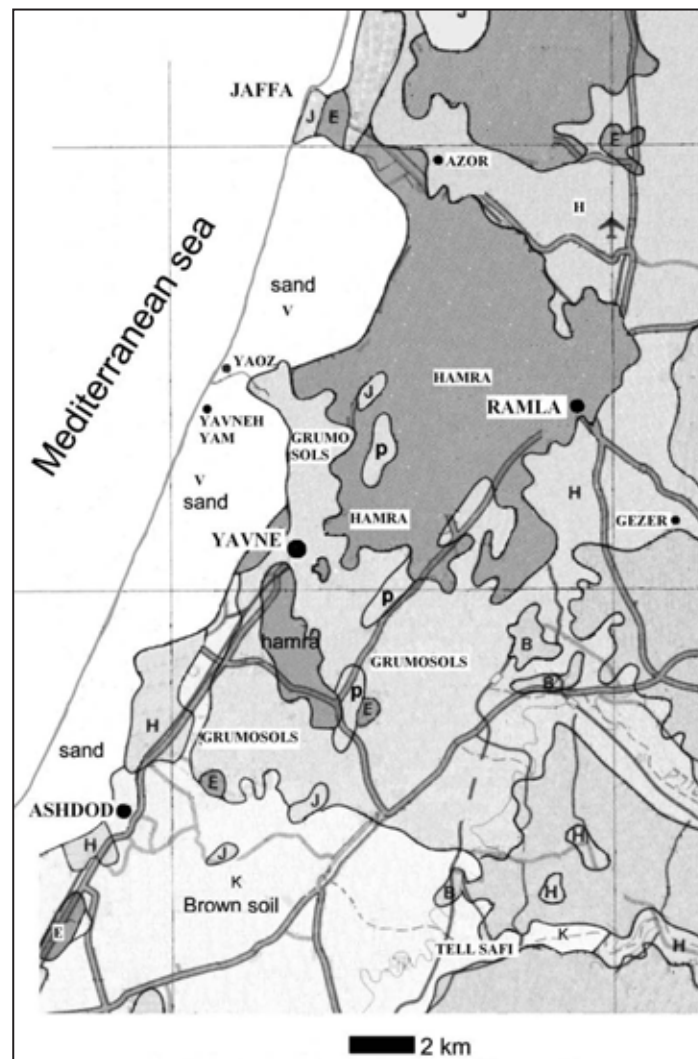 J
JAFFA
J
E
E
AZOR
H
Mediterranean sea
sand
V
YAOZ
HAMRA
J
RAMLA
YAVNEH
YAM
GRUMO
SOLS
P
V
sand
H
HAMRA
GEZER
YAVNE
P
hamra
GRUMOSOLS
B
P
B
E
H
GRUMOSOLS
sand
E
J
ASHDOD
H
J
H
K
Brown soil
B
H
E
TELL SAFI
K
H
2 km